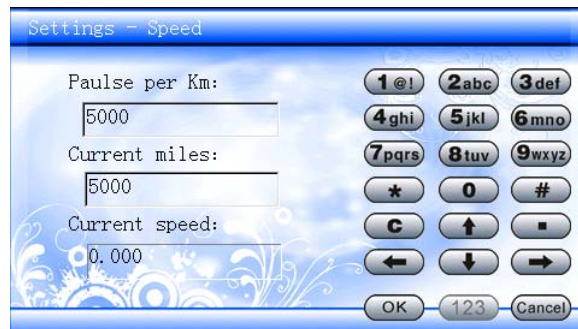 Settings - Speed
Paulse per Km:
5000
Current miles:
5000
Current speed:
0.000
1 @! 2abc 3def
4ghi 5jkl 6mno
7pqrs 8tuv 9wxyz
* 0 #
C
OK 123 Cancel